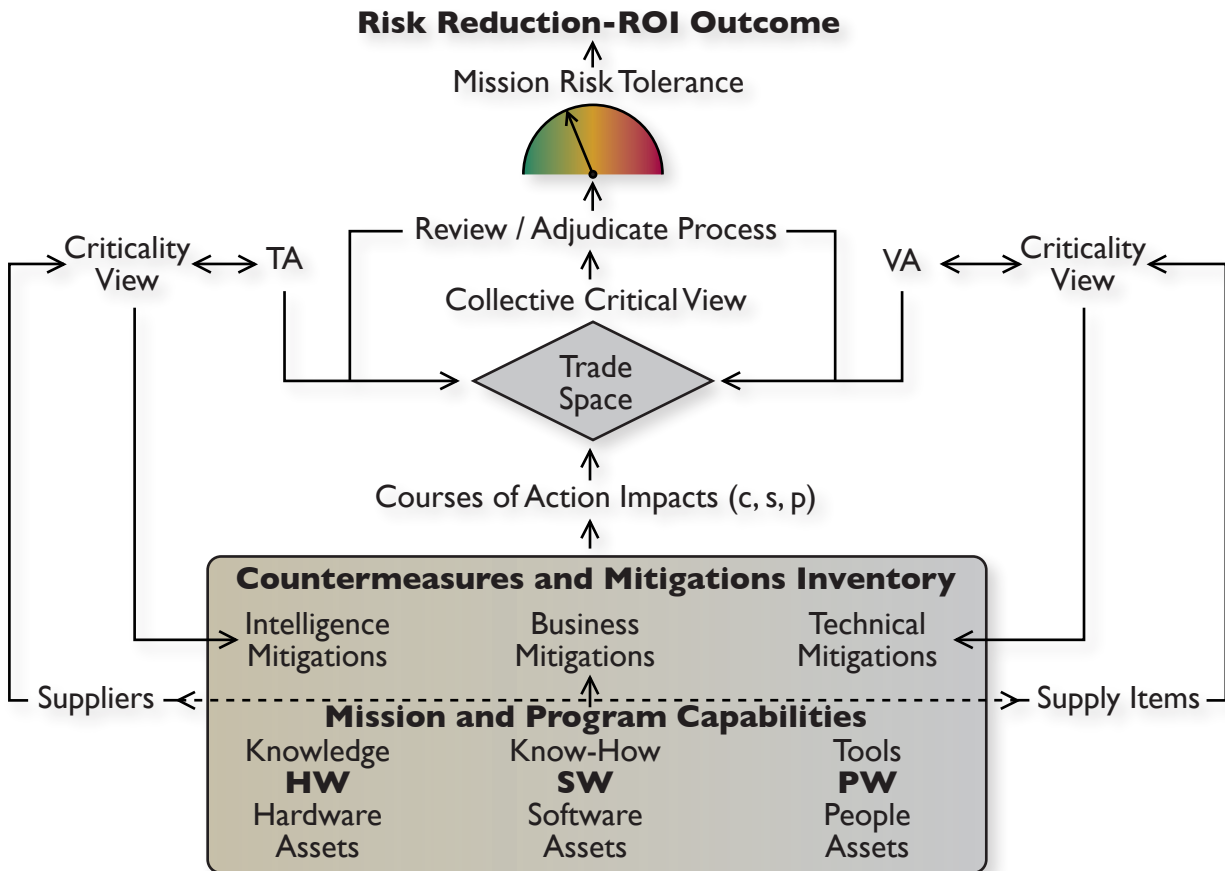 Risk Reduction-ROI Outcome
Mission Risk Tolerance
Review / Adjudicate Process
Criticality
View
TA
VA
Criticality
View
Collective Critical View
Trade
Space
Courses of Action Impacts (c, s, p)
Countermeasures and Mitigations Inventory
Intelligence
Mitigations
Business
Mitigations
Technical
Mitigations
Suppliers
Supply Items
Mission and Program Capabilities
Knowledge
HW
Hardware
Assets
Know-How
SW
Software
Assets
Tools
PW
People
Assets